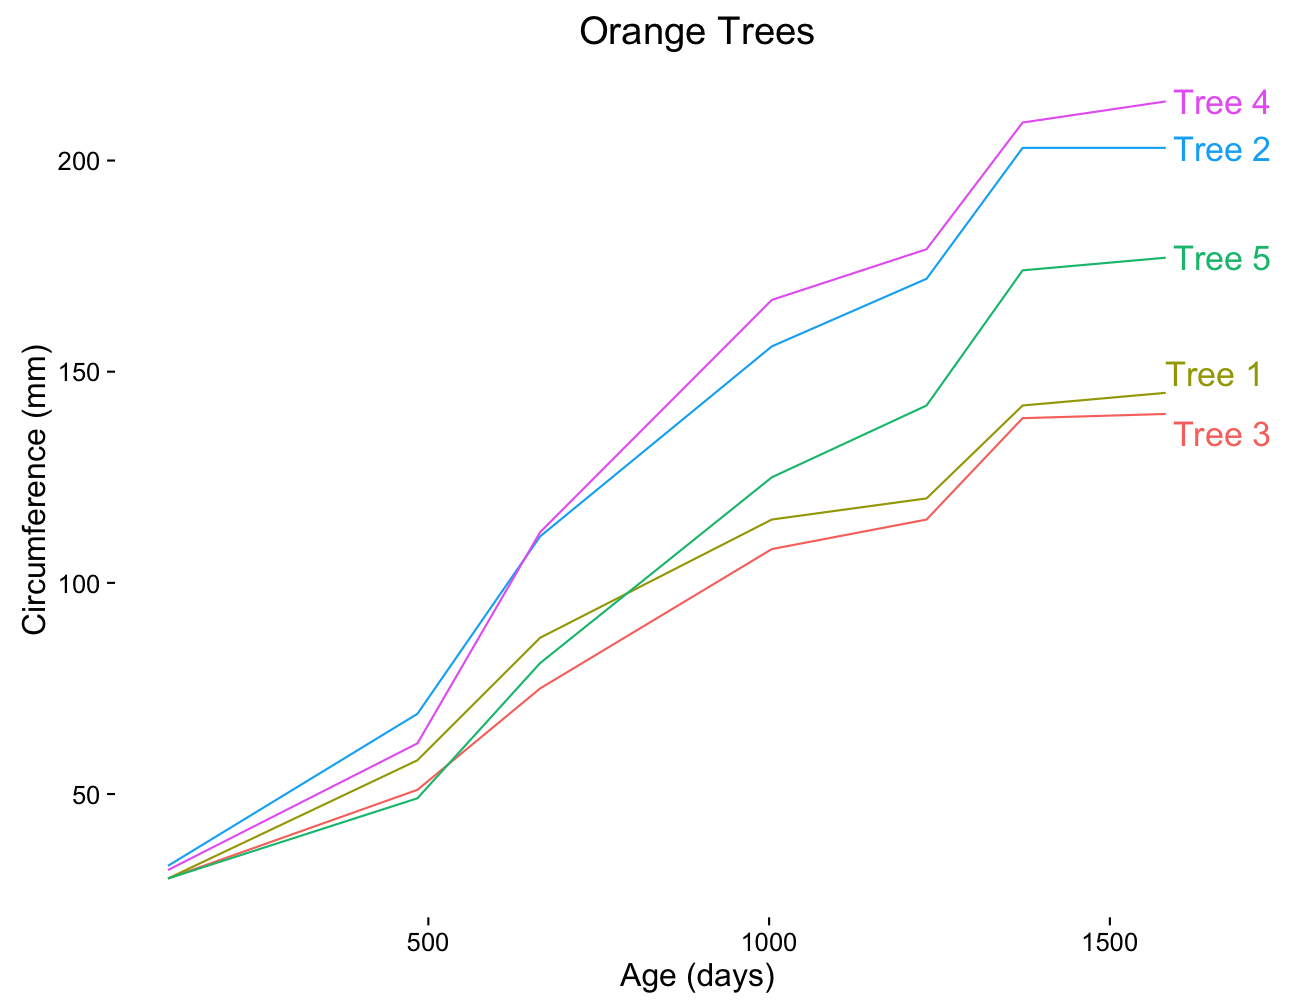 Orange Trees
Tree 4
Tree 2
Tree 5
Tree 1
Tree 3
200
150
100
50
Circumference (mm)
500 1000 1500
Age (days)